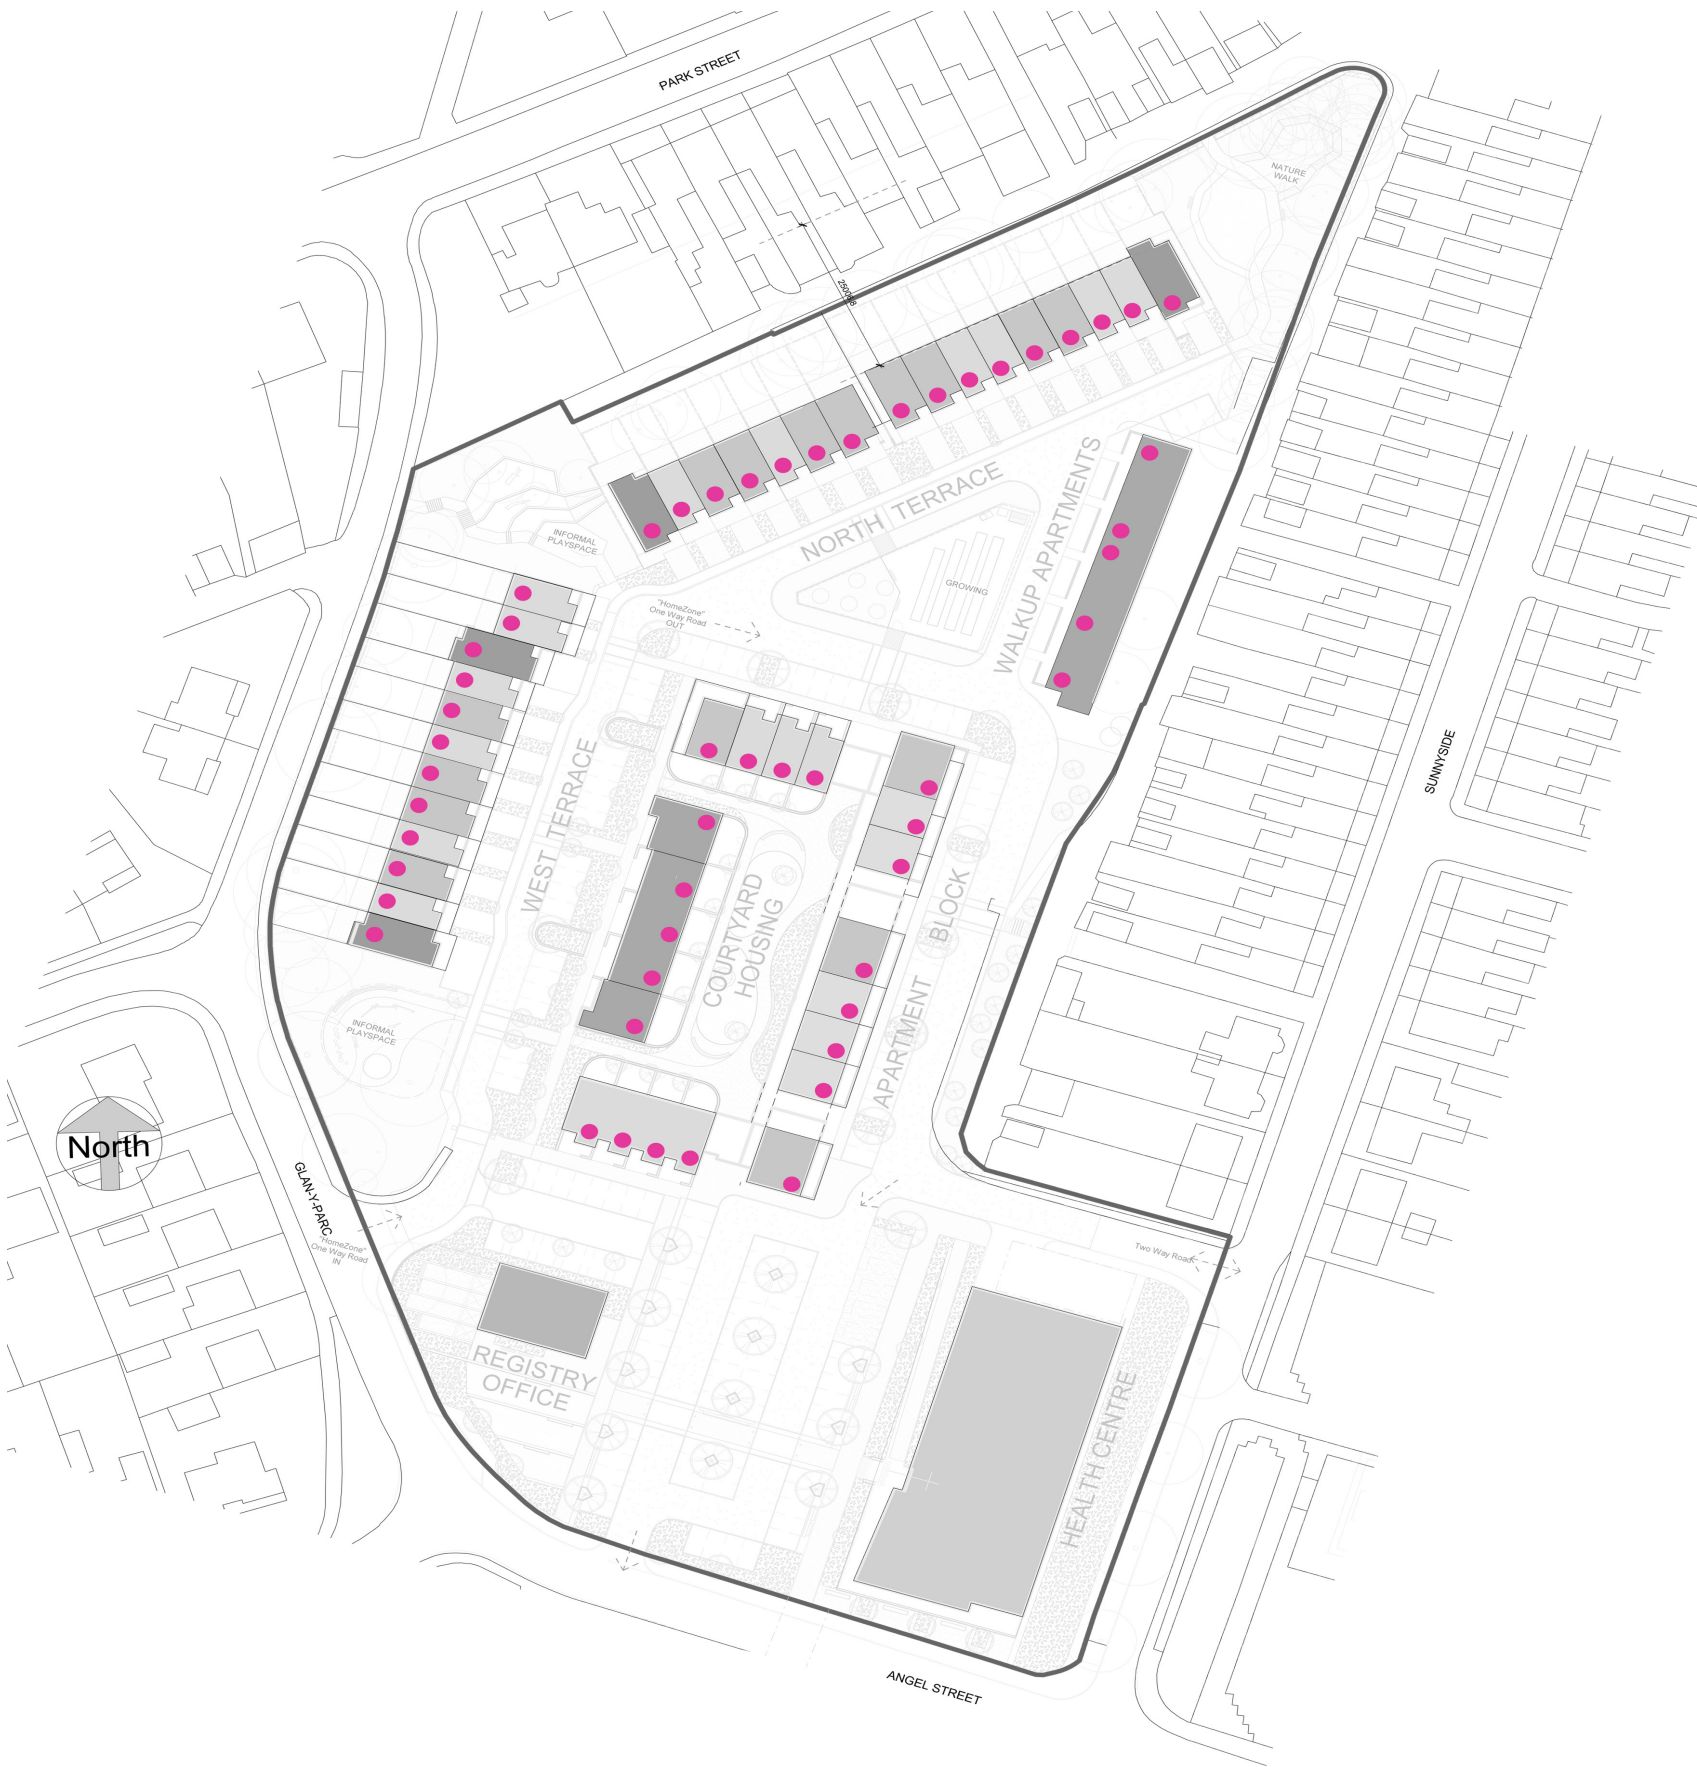 PARK STREET
NATURE
WALK
25008
NORTH TERRACE
INFORMAL
PLAYSPACE
GROWING
WALKUP APARTMENTS
"HomeZone"
One Way Road
OUT
WEST TERRACE
SUNNYSIDE
COURTYARD
HOUSING
APARTMENT BLOCK
INFORMAL
PLAYSPACE
North
GLAN-Y-PARC
"HomeZone"
One Way Road
IN
Two Way Road
REGISTRY
OFFICE
HEALTH CENTRE
ANGEL STREET